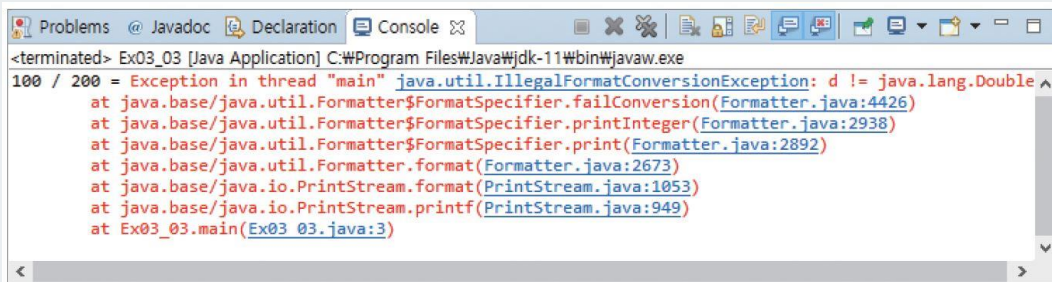 Problems @ Javadoc Declaration Console
<terminated> Ex03_03 [Java Application] C:₩Program Files₩Java₩jdk-11₩bin₩javaw.exe
100 / 200 = Exception in thread "main" java.util.IllegalFormatConversionException: d != java.lang.Double
at java.base/java.util.Formatter$FormatSpecifier.failConversion(Formatter.java:4426)
at java.base/java.util.Formatter$FormatSpecifier.printInteger(Formatter.java:2938)
at java.base/java.util.Formatter$FormatSpecifier.print(Formatter.java:2892)
at java.base/java.util.Formatter.format(Formatter.java:2673)
at java.base/java.io.PrintStream.format(PrintStream.java:1053)
at java.base/java.io.PrintStream.printf(PrintStream.java:949)
at Ex03_03.main(Ex03_03.java:3)